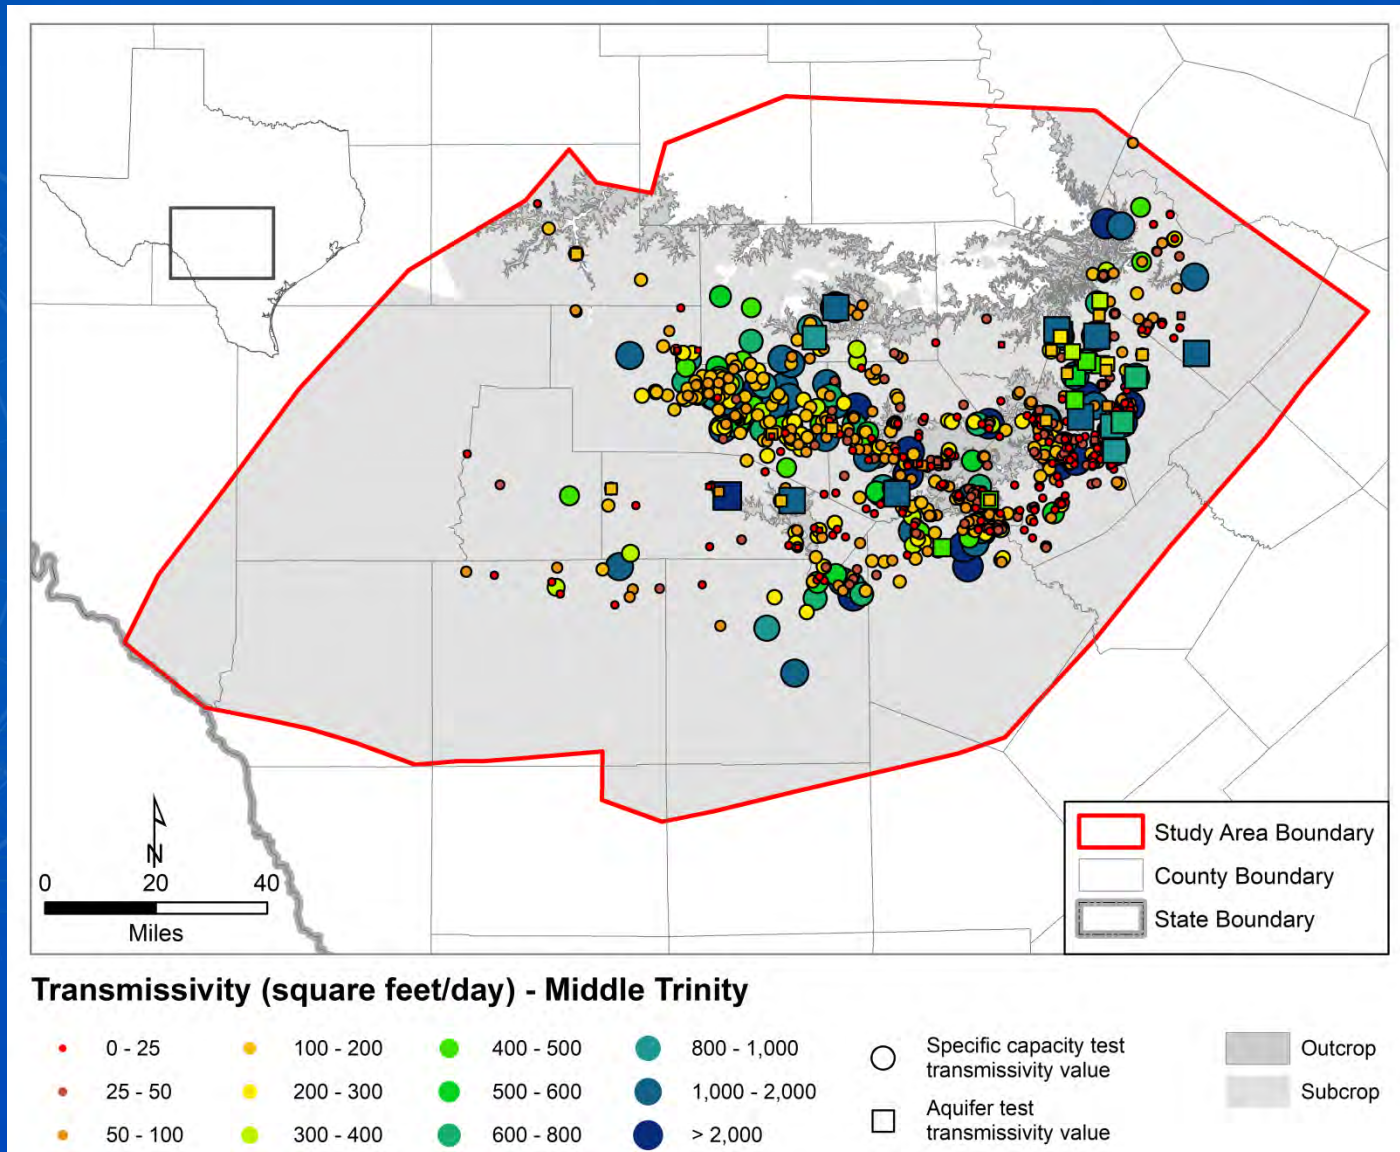 N
0 20 40
Miles
Study Area Boundary
County Boundary
State Boundary
Transmissivity (square feet/day) - Middle Trinity
0 - 25
25 - 50
50 - 100
100 - 200
200 - 300
300 - 400
400 - 500
500 - 600
600 - 800
800 - 1,000
1,000 - 2,000
> 2,000
Specific capacity test
transmissivity value
Aquifer test
transmissivity value
Outcrop
Subcrop